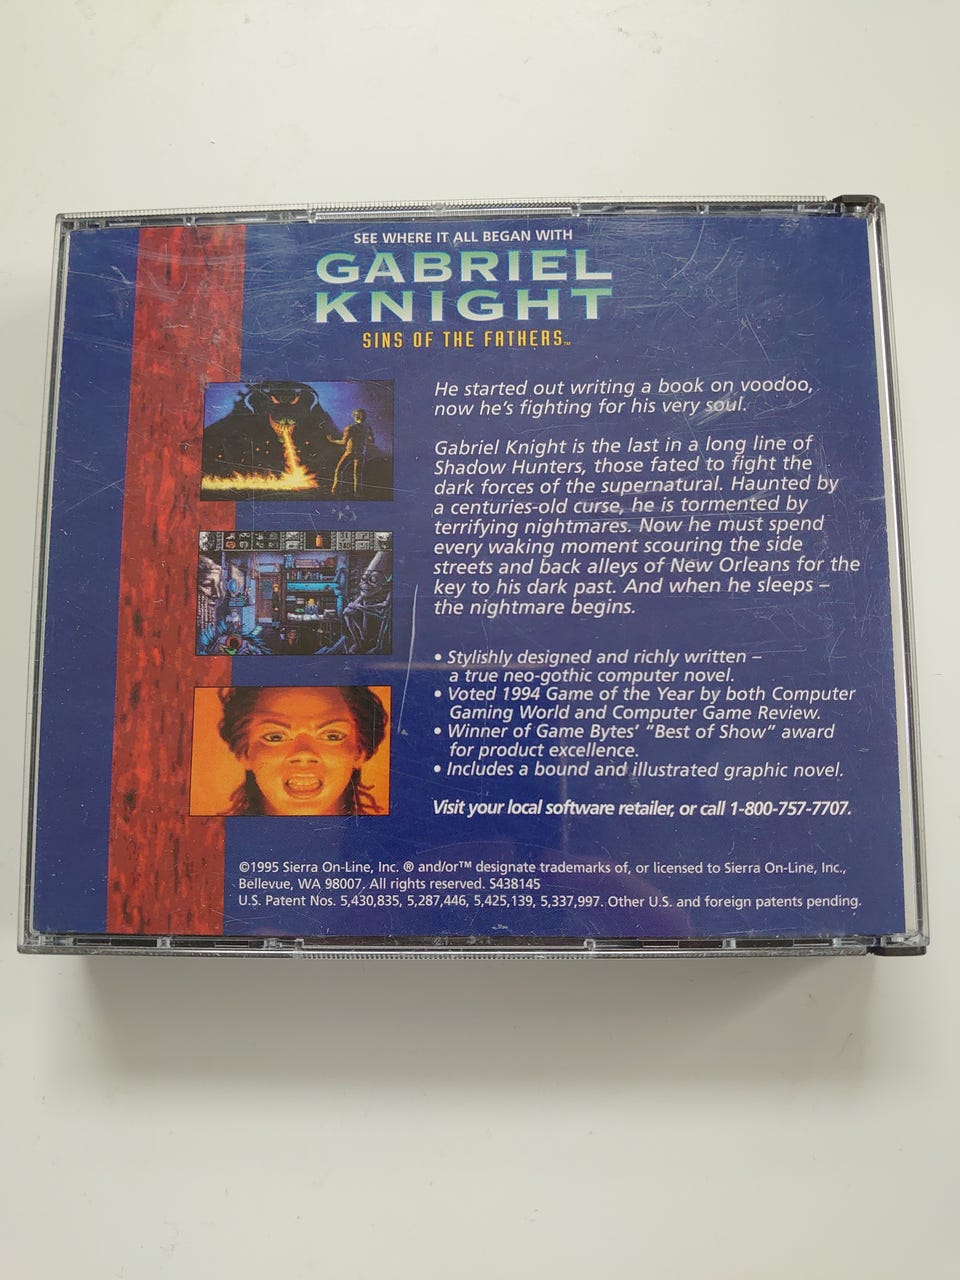 SEE WHERE IT ALL BEGAN WITH
GABRIEL
KNIGHT
SINS OF THE FATHERS™
He started out writing a book on voodoo,
now he's fighting for his very soul.
Gabriel Knight is the last in a long line of
Shadow Hunters, those fated to fight the
dark forces of the supernatural. Haunted by
a centuries-old curse, he is tormented by
terrifying nightmares. Now he must spend
every waking moment scouring the side
streets and back alleys of New Orleans for the
key to his dark past. And when he sleeps –
the nightmare begins.
• Stylishly designed and richly written –
a true neo-gothic computer novel.
• Voted 1994 Game of the Year by both Computer
Gaming World and Computer Game Review.
• Winner of Game Bytes' "Best of Show" award
for product excellence.
• Includes a bound and illustrated graphic novel.
Visit your local software retailer, or call 1-800-757-7707.
©1995 Sierra On-Line, Inc. ® and/or™ designate trademarks of, or licensed to Sierra On-Line, Inc.,
Bellevue, WA 98007. All rights reserved. S438145
U.S. Patent Nos. 5,430,835, 5,287,446, 5,425,139, 5,337,997. Other U.S. and foreign patents pending.